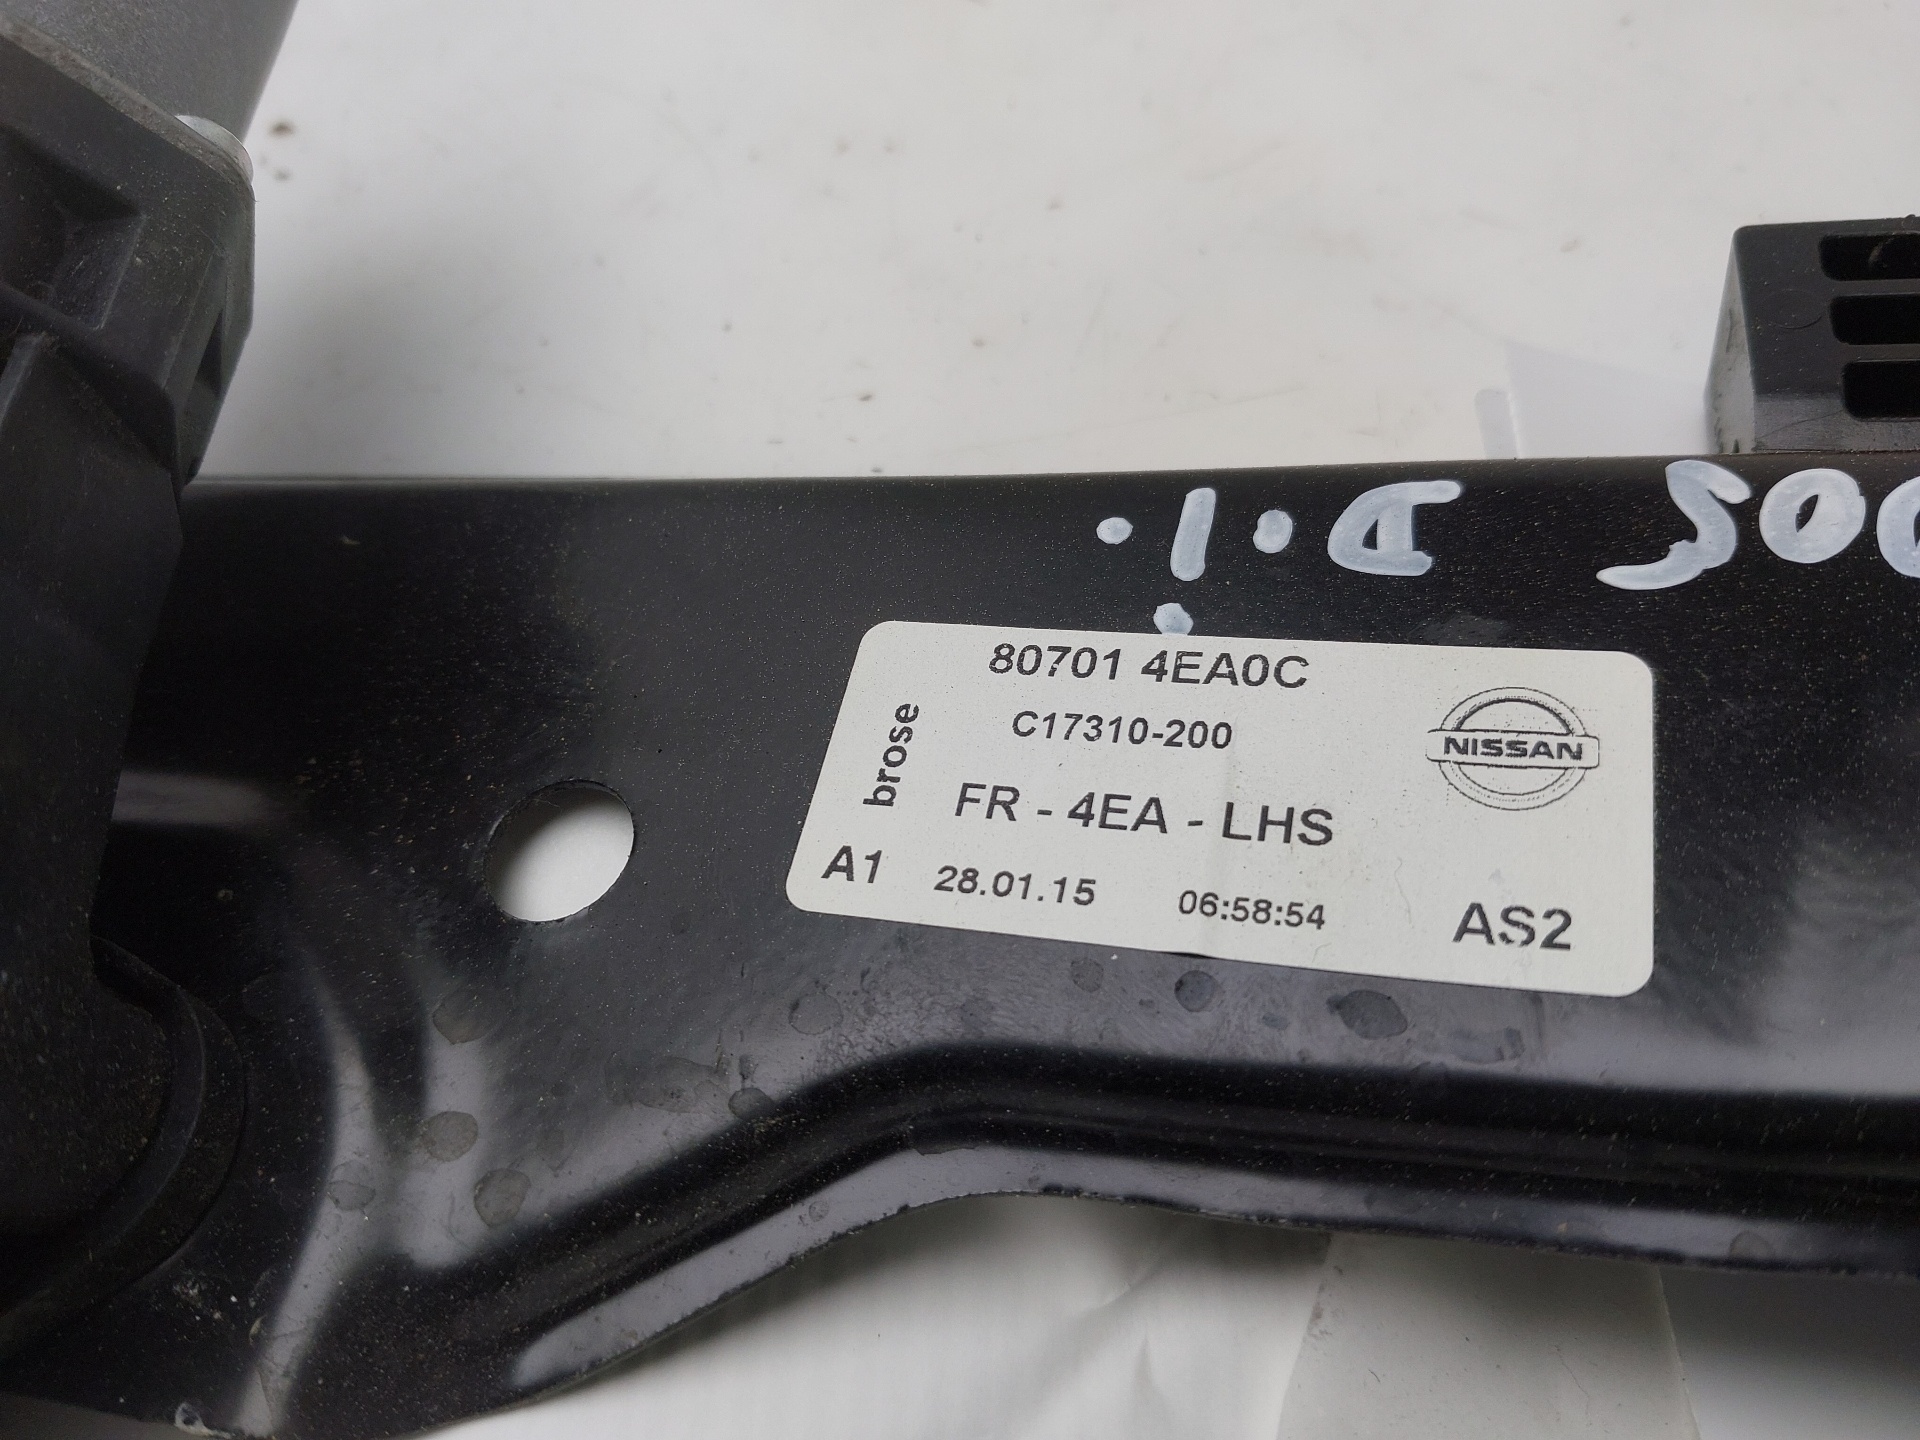 D.I.
80701 4EA0C
C17310-200
brose
NISSAN
FR - 4EA - LHS
A1 28.01.15 06:58:54 AS2